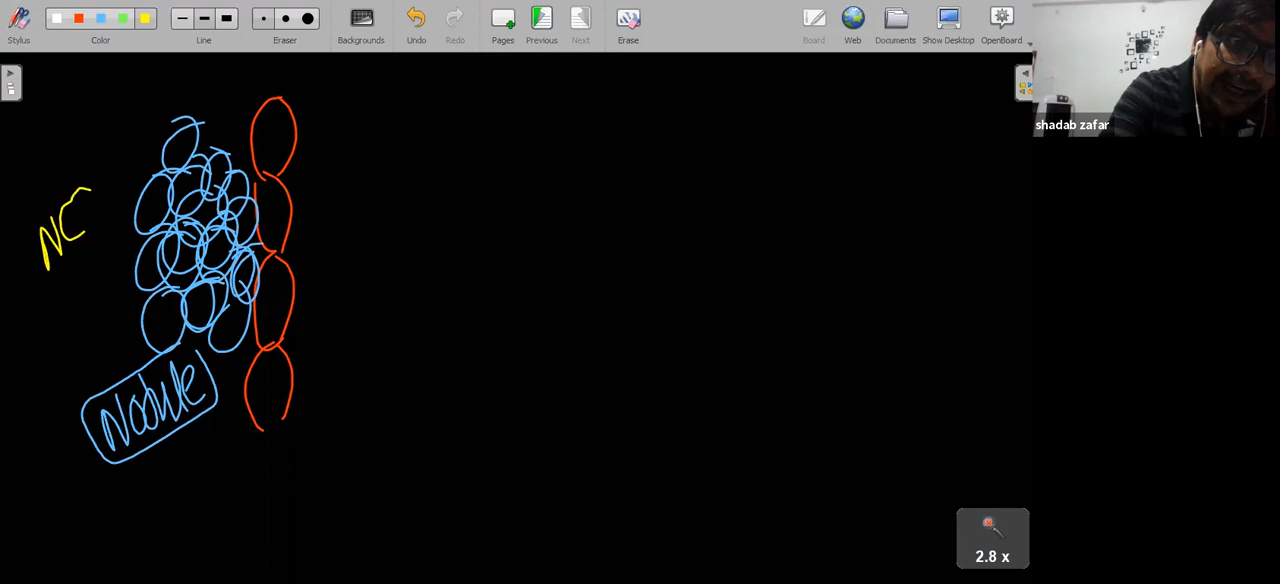 Stylus
Color
Line
Eraser
Backgrounds
Undo
Redo
Pages
Previous
Next
Erase
Board
Web
Documents
Show Desktop
OpenBoard
shadab zafar
NC
Nodule
2.8 x